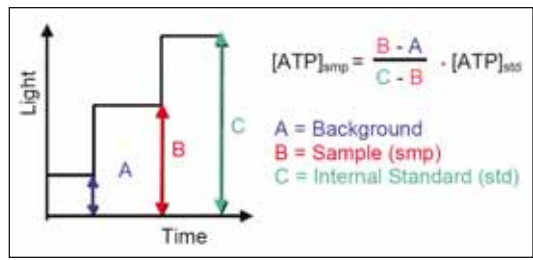 Light
A
B
C
Time
[ATP]smp = B - A / C - B · [ATP]std
A = Background
B = Sample (smp)
C = Internal Standard (std)